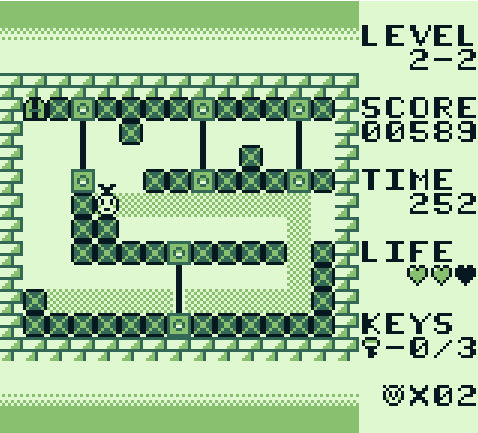 LEVEL
2-2
SCORE
00589
TIME
252
LIFE
KEYS
-0/3
X02